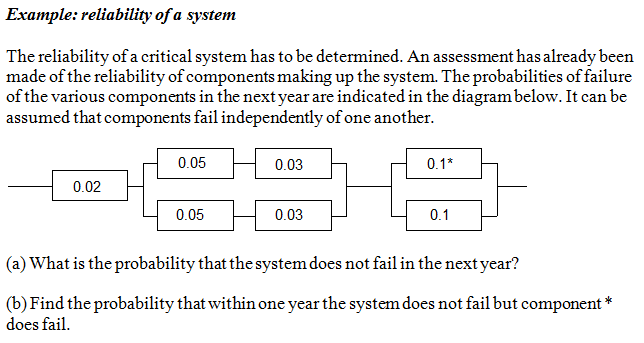 Example: reliability of a system
The reliability of a critical system has to be determined. An assessment has already been
made of the reliability of components making up the system. The probabilities of failure
of the various components in the next year are indicated in the diagram below. It can be
assumed that components fail independently of one another.
0.05 0.03 0.1*
0.02
0.05 0.03 0.1
(a) What is the probability that the system does not fail in the next year?
(b) Find the probability that within one year the system does not fail but component *
does fail.